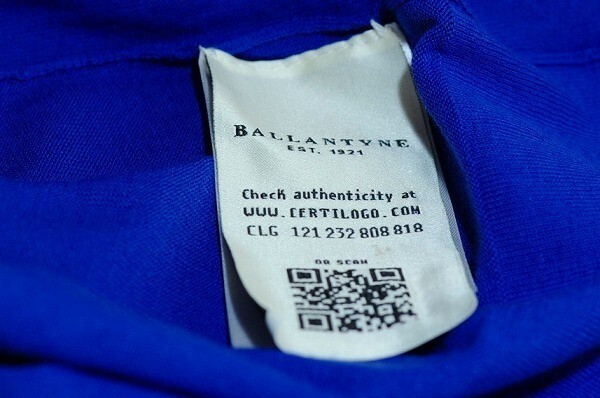 BALLANTYNE
EST. 1921
Check authenticity at
WWW.CERTILOGO.COM
CLG 121 232 808 818
OR SCAN